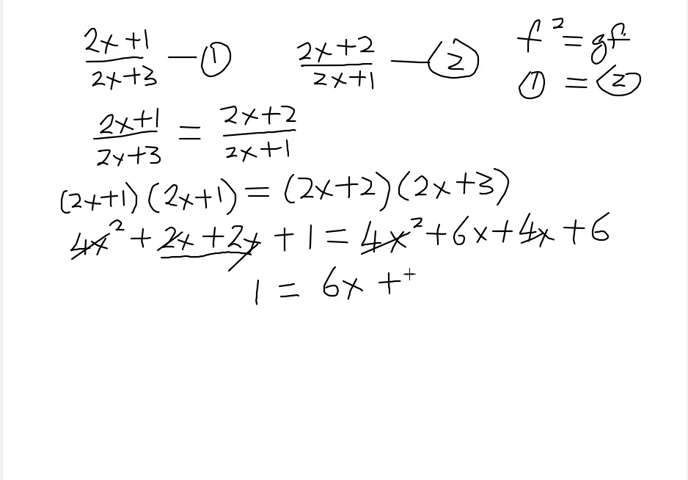 2x+1/2x+3 — ① 2x+2/2x+1 — ② f² = gf
① = ②
2x+1/2x+3 = 2x+2/2x+1
(2x+1)(2x+1) = (2x+2)(2x+3)
4x² + 2x + 2x + 1 = 4x² + 6x + 4x + 6
1 = 6x +